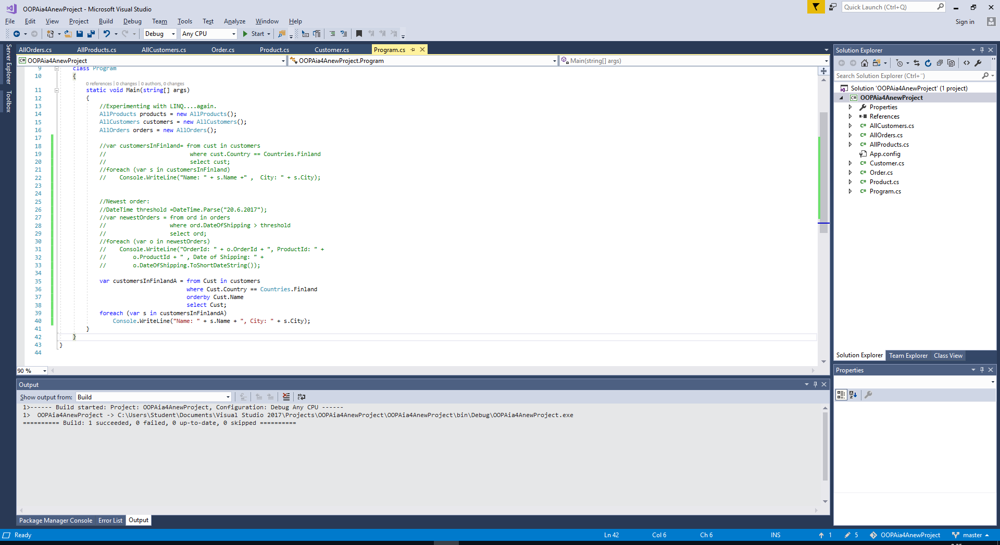 OOPAia4AnewProject - Microsoft Visual Studio
Quick Launch (Ctrl+Q)
File Edit View Project Build Debug Team Tools Test Analyze Window Help
Sign in
Debug Any CPU Start
Server Explorer
Toolbox
AllOrders.cs AllProducts.cs AllCustomers.cs Order.cs Product.cs Customer.cs Program.cs
OOPAia4AnewProject OOPAia4AnewProject.Program Main(string[] args)
9 class Program
10 {
0 references | 0 changes | 0 authors, 0 changes
11 static void Main(string[] args)
12 {
13 //Experimenting with LINQ....again.
14 AllProducts products = new AllProducts();
15 AllCustomers customers = new AllCustomers();
16 AllOrders orders = new AllOrders();
17
18 //var customersInFinland= from cust in customers
19 // where cust.Country == Countries.Finland
20 // select cust;
21 //foreach (var s in customersInFinland)
22 // Console.WriteLine("Name: " + s.Name +" , City: " + s.City);
23
24
25 //Newest order:
26 //DateTime threshold =DateTime.Parse("20.6.2017");
27 //var newestOrders = from ord in orders
28 // where ord.DateOfShipping > threshold
29 // select ord;
30 //foreach (var o in newestOrders)
31 // Console.WriteLine("OrderId: " + o.OrderId + ", ProductId: " +
32 // o.ProductId + " , Date of Shipping: " +
33 // o.DateOfShipping.ToShortDateString());
34
35 var customersInFinlandA = from Cust in customers
36 where Cust.Country == Countries.Finland
37 orderby Cust.Name
38 select Cust;
39 foreach (var s in customersInFinlandA)
40 Console.WriteLine("Name: " + s.Name + ", City: " + s.City);
41 }
42 }
43 }
44
90 %
Output
Show output from: Build
1>------ Build started: Project: OOPAia4AnewProject, Configuration: Debug Any CPU ------
1> OOPAia4AnewProject -> C:\Users\Student\Documents\Visual Studio 2017\Projects\OOPAia4AnewProject\OOPAia4AnewProject\bin\Debug\OOPAia4AnewProject.exe
========== Build: 1 succeeded, 0 failed, 0 up-to-date, 0 skipped ==========
Package Manager Console Error List Output
Solution Explorer
Search Solution Explorer (Ctrl+¨)
Solution 'OOPAia4AnewProject' (1 project)
OOPAia4AnewProject
Properties
References
AllCustomers.cs
AllOrders.cs
AllProducts.cs
App.config
Customer.cs
Order.cs
Product.cs
Program.cs
Solution Explorer Team Explorer Class View
Properties
Ready Ln 42 Col 6 Ch 6 INS 1 5 OOPAia4AnewProject master